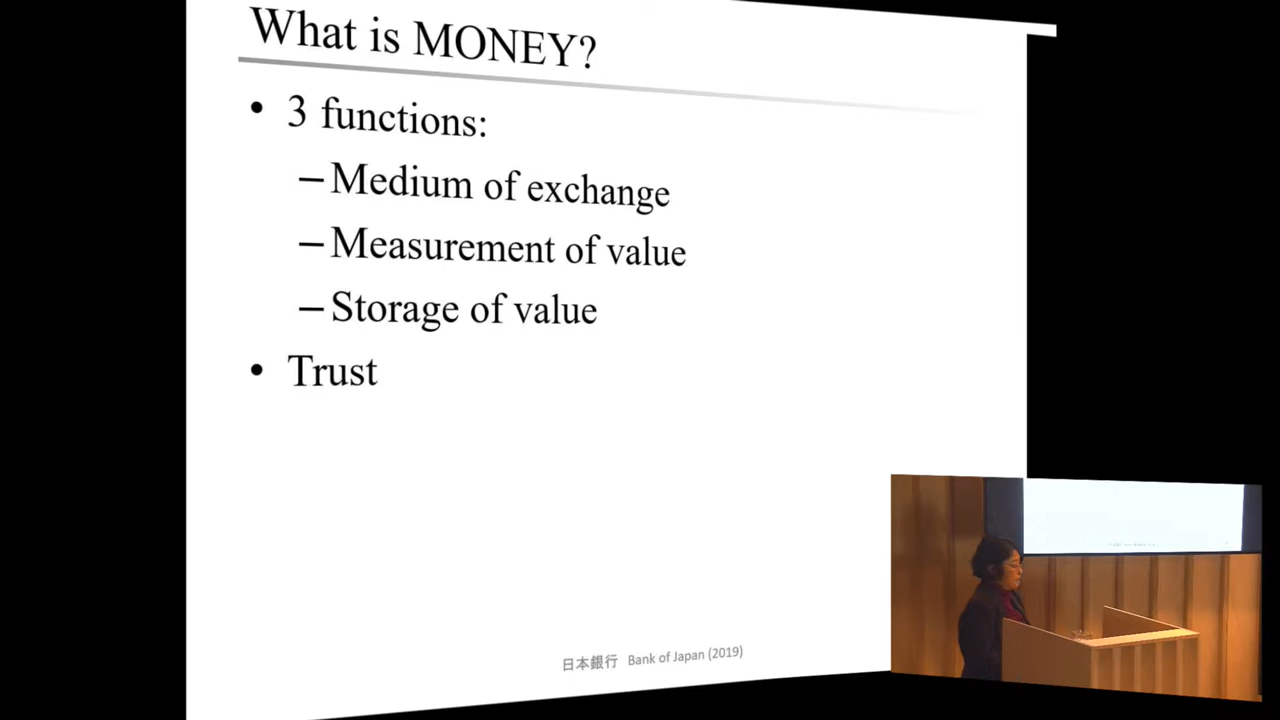 What is MONEY?
• 3 functions:
– Medium of exchange
– Measurement of value
– Storage of value
• Trust
日本銀行 Bank of Japan (2019)